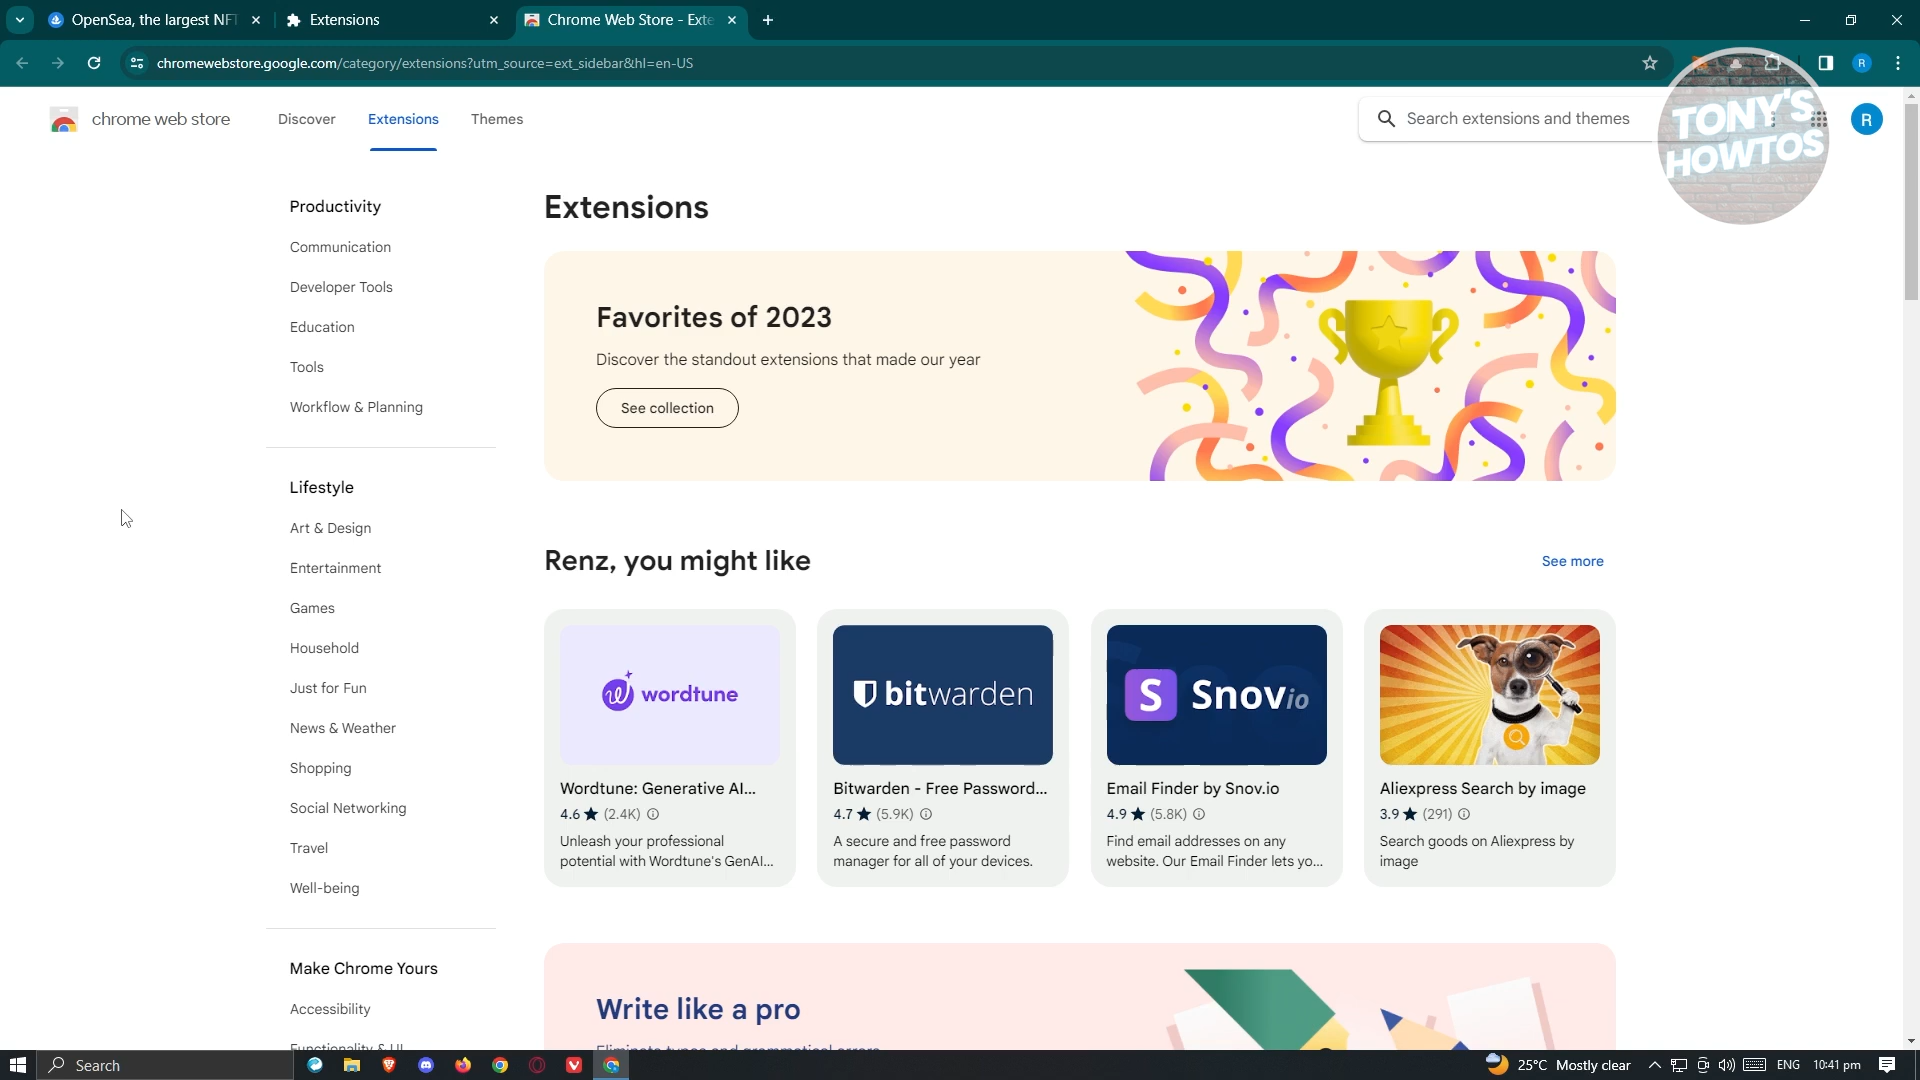 OpenSea, the largest NFT
Extensions
Chrome Web Store - Exte
chromewebstore.google.com/category/extensions?utm_source=ext_sidebar&hl=en-US
R
chrome web store
Discover
Extensions
Themes
Search extensions and themes
R
TONY'S
HOWTOS
Productivity
Communication
Developer Tools
Education
Tools
Workflow & Planning
Lifestyle
Art & Design
Entertainment
Games
Household
Just for Fun
News & Weather
Shopping
Social Networking
Travel
Well-being
Make Chrome Yours
Accessibility
Functionality & UI
Extensions
Favorites of 2023
Discover the standout extensions that made our year
See collection
Renz, you might like
See more
wordtune
Wordtune: Generative AI...
4.6 ★ (2.4K)
Unleash your professional
potential with Wordtune's GenAI...
bitwarden
Bitwarden - Free Password...
4.7 ★ (5.9K)
A secure and free password
manager for all of your devices.
S Snovio
Email Finder by Snov.io
4.9 ★ (5.8K)
Find email addresses on any
website. Our Email Finder lets yo...
Aliexpress Search by image
3.9 ★ (291)
Search goods on Aliexpress by
image
Write like a pro
Eliminate typos and grammatical errors
Search
25°C Mostly clear
ENG
10:41 pm